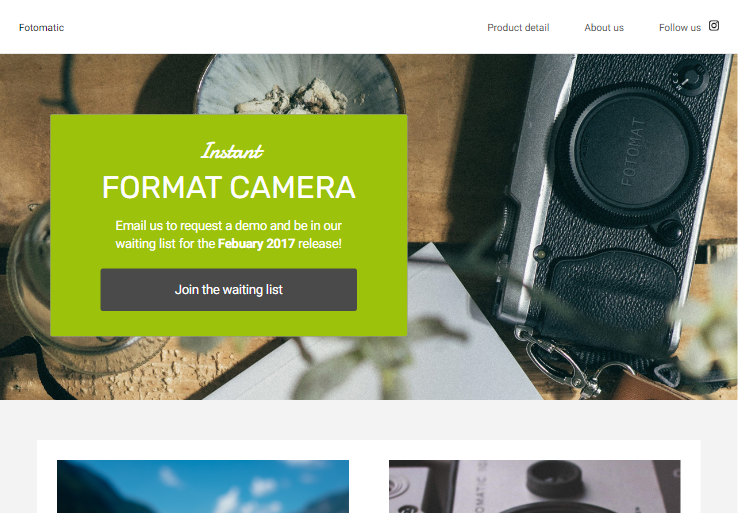 Fotomatic
Product detail
About us
Follow us
Instant
FORMAT CAMERA
Email us to request a demo and be in our
waiting list for the Febuary 2017 release!
Join the waiting list
FOTOMAT